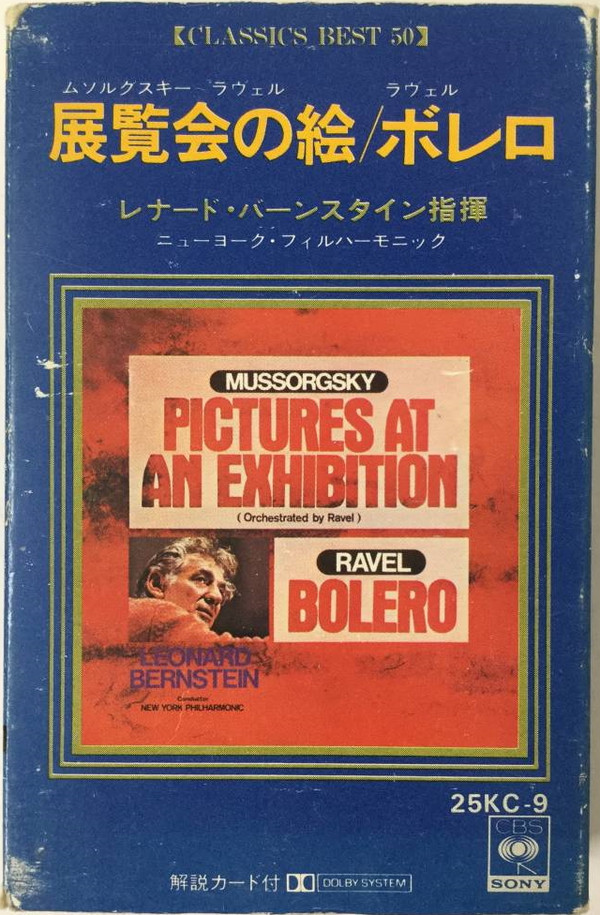 【CLASSICS BEST 50】
ムソルグスキー ラヴェル ラヴェル
展覧会の絵/ボレロ
レナード・バーンスタイン指揮
ニューヨーク・フィルハーモニック
MUSSORGSKY
PICTURES AT
AN EXHIBITION
(Orchestrated by Ravel)
RAVEL
BOLERO
LEONARD
BERNSTEIN
Conductor
NEW YORK PHILHARMONIC
25KC-9
CBS
SONY
解説カード付 DOLBY SYSTEM